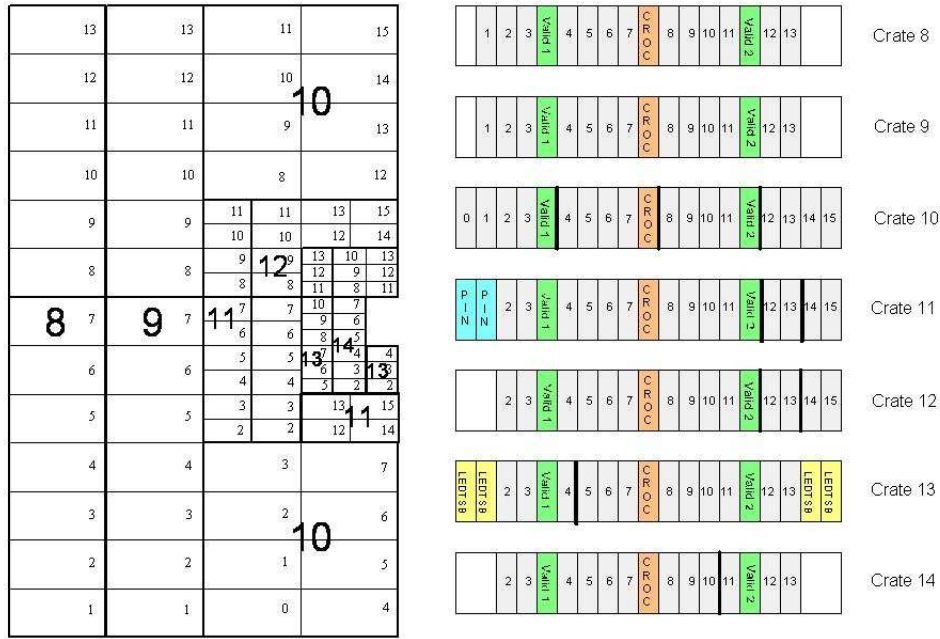 13 13 11 15
12 12 10 14
10
11 11 9 13
10 10 8 12
11 11 13 15
9 9
10 10 12 14
9 9 13 10 13
12
12 9 12
8 8 8 8 11 8 11
7 7 10 7
8 7 9 7 11
9 6
6 6 8 5
14
5 5 7 4 4
13
6 6 6 3 3
13
4 4 5 2 2
3 3 13 15
5 5 11
2 2 12 14
4 4 3 7
3 3 2 6
10
2 2 1 5
1 1 0 4
1 2 3 Valid 1 4 5 6 7 CROC 8 9 10 11 Valid 2 12 13 Crate 8
1 2 3 Valid 1 4 5 6 7 CROC 8 9 10 11 Valid 2 12 13 Crate 9
0 1 2 3 Valid 1 4 5 6 7 CROC 8 9 10 11 Valid 2 12 13 14 15 Crate 10
PIN PIN 2 3 Valid 1 4 5 6 7 CROC 8 9 10 11 Valid 2 12 13 14 15 Crate 11
2 3 Valid 1 4 5 6 7 CROC 8 9 10 11 Valid 2 12 13 14 15 Crate 12
LEDTSB LEDTSB 2 3 Valid 1 4 5 6 7 CROC 8 9 10 11 Valid 2 12 13 LEDTSB LEDTSB Crate 13
2 3 Valid 1 4 5 6 7 CROC 8 9 10 11 Valid 2 12 13 Crate 14